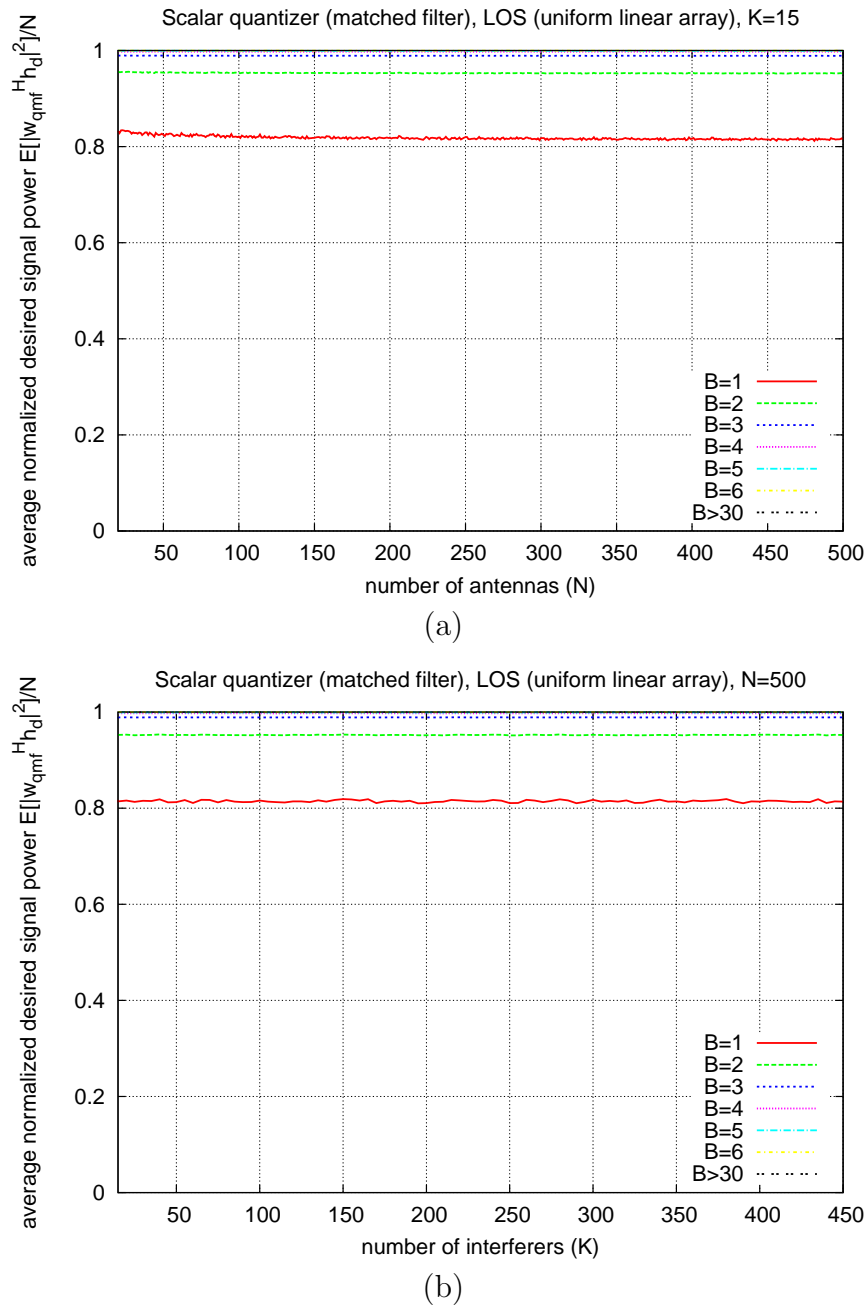 Scalar quantizer (matched filter), LOS (uniform linear array), K=15
average normalized desired signal power E[|w_qmf^H h_d|^2]/N
1
0.8
0.6
0.4
0.2
0
B=1
B=2
B=3
B=4
B=5
B=6
B>30
50 100 150 200 250 300 350 400 450 500
number of antennas (N)
(a)
Scalar quantizer (matched filter), LOS (uniform linear array), N=500
average normalized desired signal power E[|w_qmf^H h_d|^2]/N
1
0.8
0.6
0.4
0.2
0
B=1
B=2
B=3
B=4
B=5
B=6
B>30
50 100 150 200 250 300 350 400 450
number of interferers (K)
(b)